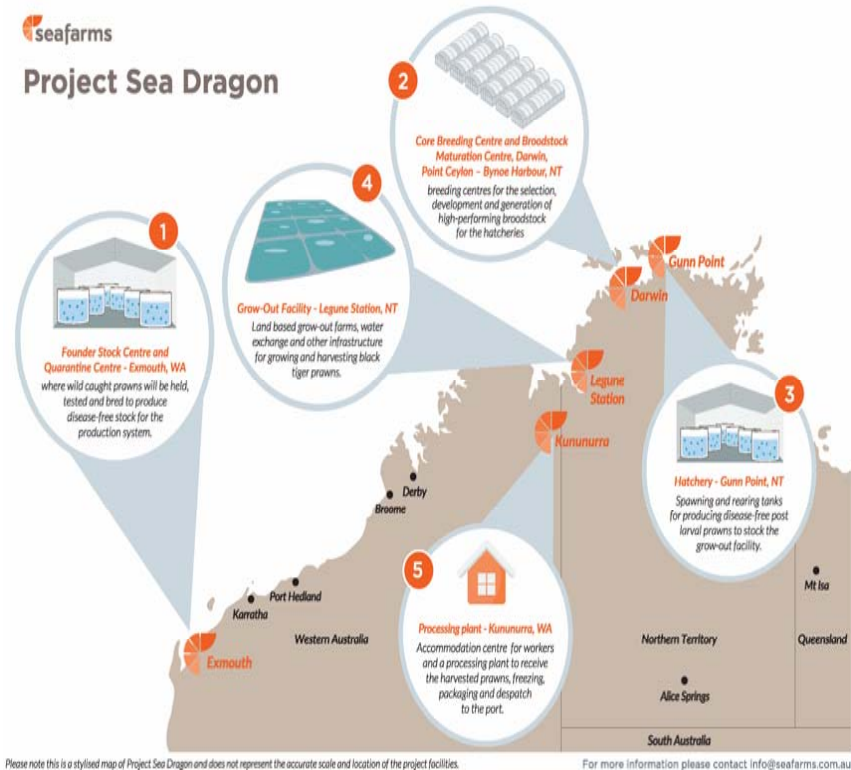 seafarms
Project Sea Dragon
2
Core Breeding Centre and Broodstock
Maturation Centre, Darwin,
Point Ceylon – Bynoe Harbour, NT
breeding centres for the selection,
development and generation of
high-performing broodstock
for the hatcheries
4
Grow-Out Facility - Legune Station, NT
Land based grow-out farms, water
exchange and other infrastructure
for growing and harvesting black
tiger prawns.
1
Founder Stock Centre and
Quarantine Centre - Exmouth, WA
where wild caught prawns will be held,
tested and bred to produce
disease-free stock for the
production system.
Gunn Point
Darwin
Legune
Station
Kununurra
3
Hatchery - Gunn Point, NT
Spawning and rearing tanks
for producing disease-free post
larval prawns to stock the
grow-out facility.
Derby
Broome
5
Processing plant - Kununurra, WA
Accommodation centre for workers
and a processing plant to receive
the harvested prawns, freezing,
packaging and despatch
to the port.
Port Hedland
Karratha
Exmouth
Western Australia
Northern Territory
Mt Isa
Queensland
Alice Springs
South Australia
Please note this is a stylised map of Project Sea Dragon and does not represent the accurate scale and location of the project facilities.
For more information please contact info@seafarms.com.au